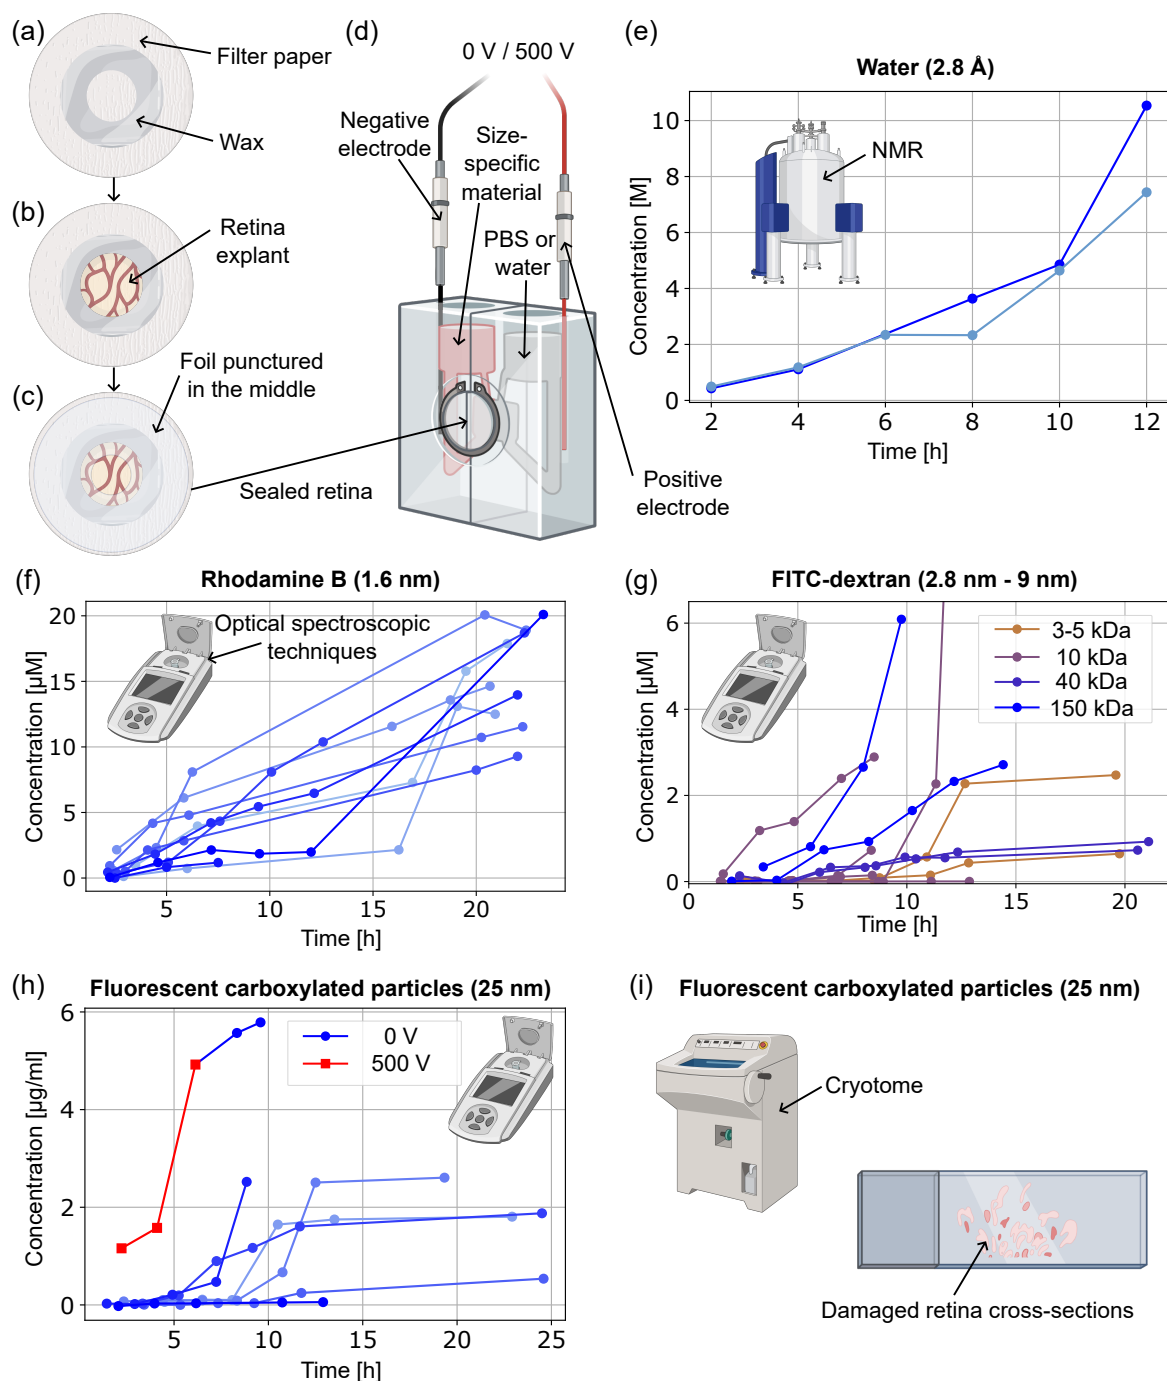 (a)
Filter paper
Wax
(b)
Retina
explant
Foil punctured
in the middle
(c)
Sealed retina
(d)
0 V / 500 V
Negative
electrode
Size-
specific
material
PBS or
water
Positive
electrode
(e)
Water (2.8 Å)
NMR
Concentration [M]
10
8
6
4
2
0
2 4 6 8 10 12
Time [h]
(f)
Rhodamine B (1.6 nm)
Optical spectroscopic
techniques
Concentration [μM]
20
15
10
5
0
5 10 15 20
Time [h]
(g)
FITC-dextran (2.8 nm - 9 nm)
3-5 kDa
10 kDa
40 kDa
150 kDa
Concentration [μM]
6
4
2
0
0 5 10 15 20
Time [h]
(h)
Fluorescent carboxylated particles (25 nm)
0 V
500 V
Concentration [μg/ml]
6
4
2
0
5 10 15 20 25
Time [h]
(i)
Fluorescent carboxylated particles (25 nm)
Cryotome
Damaged retina cross-sections